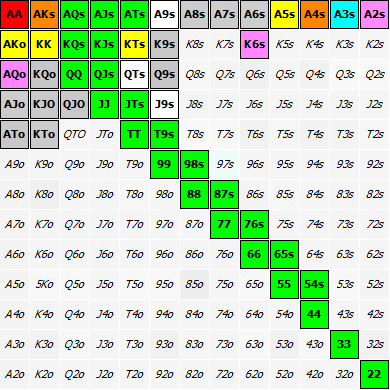 AA AKs AQs AJs ATs A9s A8s A7s A6s A5s A4s A3s A2s
AKo KK KQs KJs KTs K9s K8s K7s K6s K5s K4s K3s K2s
AQo KQo QQ QJs QTs Q9s Q8s Q7s Q6s Q5s Q4s Q3s Q2s
AJo KJO QJO JJ JTs J9s J8s J7s J6s J5s J4s J3s J2s
ATo KTo QTO JTo TT T9s T8s T7s T6s T5s T4s T3s T2s
A9o K9o Q9o J9o T9o 99 98s 97s 96s 95s 94s 93s 92s
A8o K8o Q8o J8o T8o 98o 88 87s 86s 85s 84s 83s 82s
A7o K7o Q7o J7o T7o 97o 87o 77 76s 75s 74s 73s 72s
A6o K6o Q6o J6o T6o 96o 86o 76o 66 65s 64s 63s 62s
A5o 5Ko Q5o J5o T5o 95o 85o 75o 65o 55 54s 53s 52s
A4o K4o Q4o J4o T4o 94o 84o 74o 64o 54o 44 43s 42s
A3o K3o Q3o J3o T3o 93o 83o 73o 63o 53o 43o 33 32s
A2o K2o Q2o J2o T2o 92o 82o 72o 62o 52o 42o 32o 22